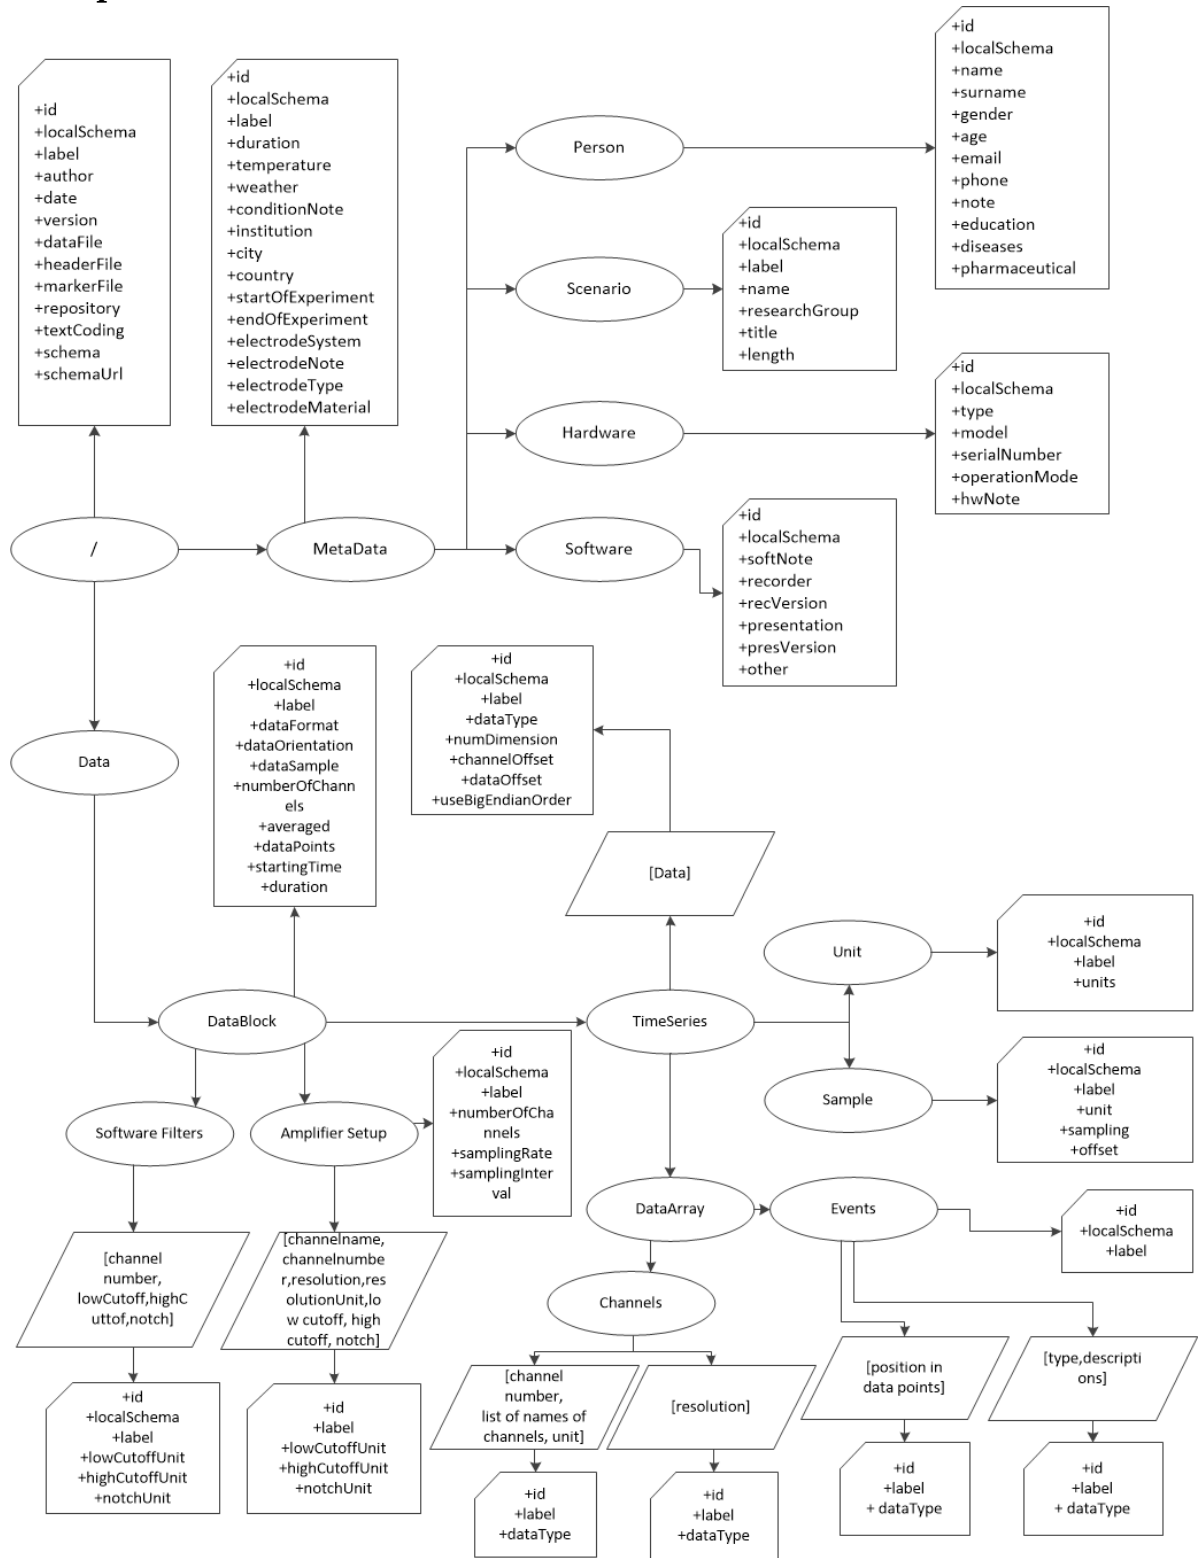 +id
+localSchema
+label
+author
+date
+version
+dataFile
+headerFile
+markerFile
+repository
+textCoding
+schema
+schemaUrl
+id
+localSchema
+label
+duration
+temperature
+weather
+conditionNote
+institution
+city
+country
+startOfExperiment
+endOfExperiment
+electrodeSystem
+electrodeNote
+electrodeType
+electrodeMaterial
Person
+id
+localSchema
+name
+surname
+gender
+age
+email
+phone
+note
+education
+diseases
+pharmaceutical
Scenario
+id
+localSchema
+label
+name
+researchGroup
+title
+length
Hardware
+id
+localSchema
+type
+model
+serialNumber
+operationMode
+hwNote
/
MetaData
Software
+id
+localSchema
+softNote
+recorder
+recVersion
+presentation
+presVersion
+other
Data
+id
+localSchema
+label
+dataFormat
+dataOrientation
+dataSample
+numberOfChann
els
+averaged
+dataPoints
+startingTime
+duration
+id
+localSchema
+label
+dataType
+numDimension
+channelOffset
+dataOffset
+useBigEndianOrder
[Data]
Unit
+id
+localSchema
+label
+units
DataBlock
TimeSeries
+id
+localSchema
+label
+numberOfCha
nnels
+samplingRate
+samplingInter
val
Sample
+id
+localSchema
+label
+unit
+sampling
+offset
Software Filters
Amplifier Setup
DataArray
Events
+id
+localSchema
+label
[channel
number,
lowCutoff,highC
uttof,notch]
[channelname,
channelnumbe
r,resolution,res
olutionUnit,lo
w cutoff, high
cutoff, notch]
Channels
[channel
number,
list of names of
channels, unit]
[resolution]
[position in
data points]
[type,descripti
ons]
+id
+localSchema
+label
+lowCutoffUnit
+highCutoffUnit
+notchUnit
+id
+label
+lowCutoffUnit
+highCutoffUnit
+notchUnit
+id
+label
+dataType
+id
+label
+dataType
+id
+label
+ dataType
+id
+label
+ dataType